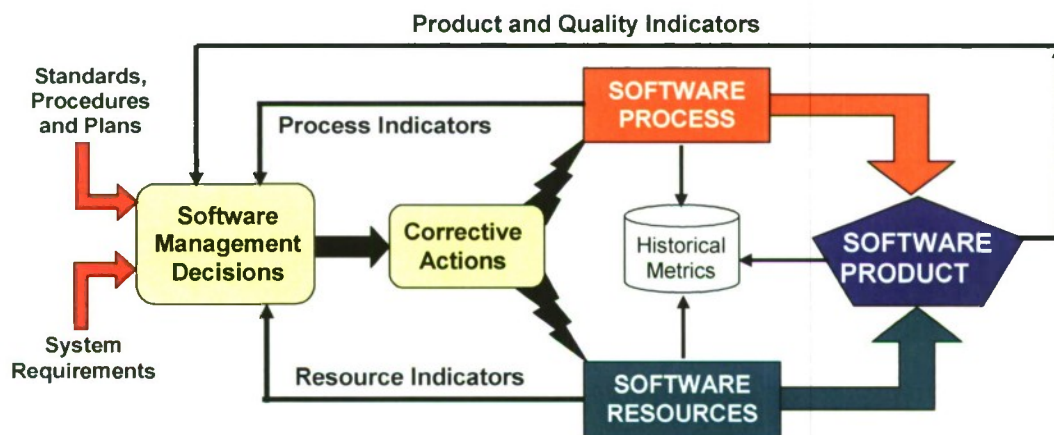 Product and Quality Indicators
Standards,
Procedures
and Plans
SOFTWARE
PROCESS
Process Indicators
Software
Management
Decisions
Corrective
Actions
Historical
Metrics
SOFTWARE
PRODUCT
System
Requirements
Resource Indicators
SOFTWARE
RESOURCES